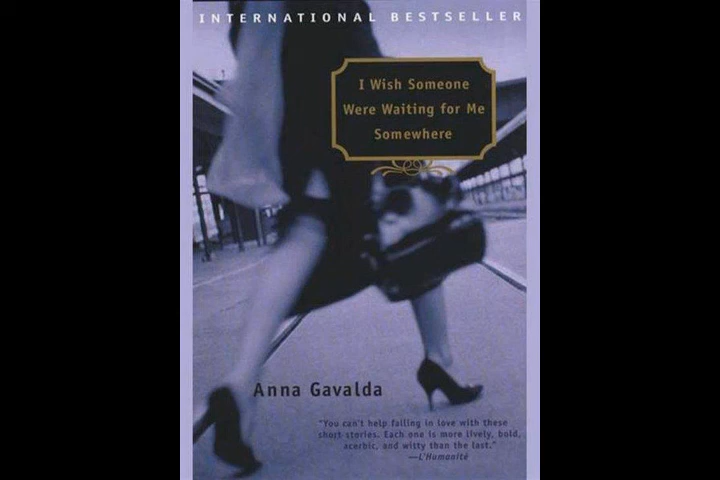 INTERNATIONAL BESTSELLER
I Wish Someone
Were Waiting for Me
Somewhere
Anna Gavalda
"You can't help falling in love with these
short stories. Each one is more lively, bold,
acerbic, and witty than the last."
—L'Humanité